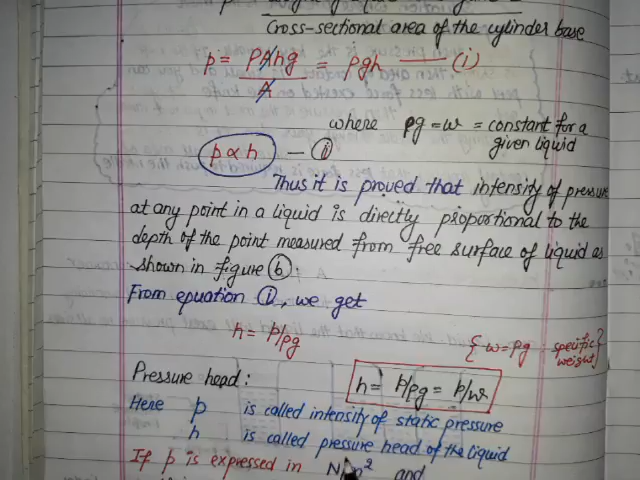 Cross-sectional area of the cylinder base
p = ρAhg / A = ρgh —— (i)
where ρg = w = constant for a given liquid
p ∝ h — ①
Thus it is proved that intensity of pressure
at any point in a liquid is directly proportional to the
depth of the point measured from free surface of liquid as
shown in figure ⓑ:
From equation ①, we get
h = p/ρg
{ w = ρg specific weight}
Pressure head:
h = p/ρg = p/w
Here p is called intensity of static pressure
h is called pressure head of the liquid
If p is expressed in N/m² and